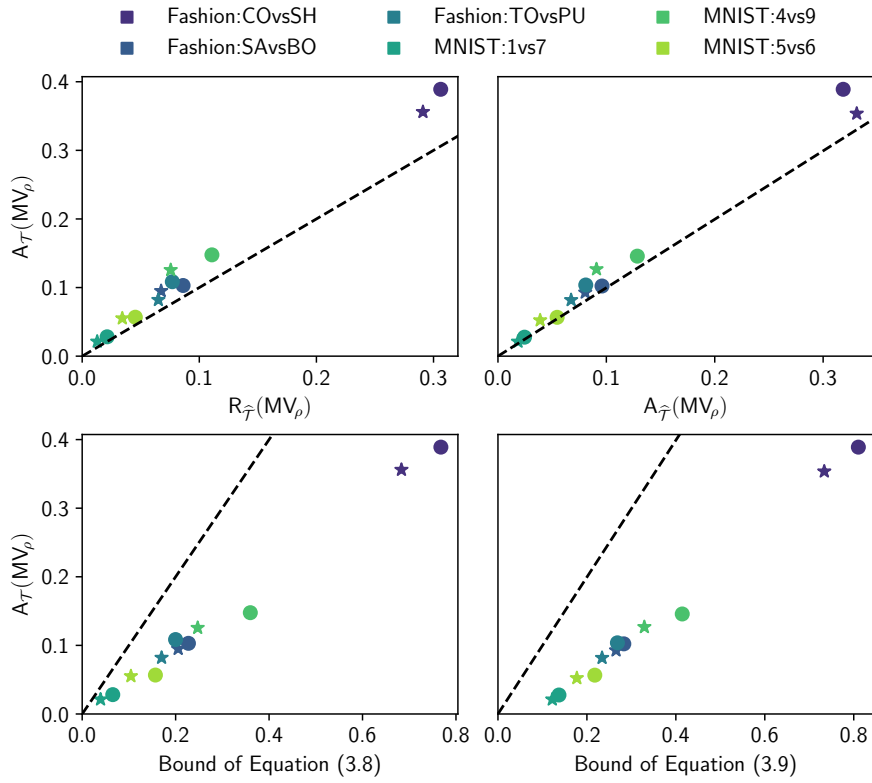 Fashion:COvsSH Fashion:TOvsPU MNIST:4vs9
Fashion:SAvsBO MNIST:1vs7 MNIST:5vs6
A_𝒯(MV_ρ)
0.4
0.3
0.2
0.1
0.0
0.0 0.1 0.2 0.3
R_𝒯̂(MV_ρ)
0.0 0.1 0.2 0.3
A_𝒯̂(MV_ρ)
A_𝒯(MV_ρ)
0.4
0.3
0.2
0.1
0.0
0.0 0.2 0.4 0.6 0.8
Bound of Equation (3.8)
0.0 0.2 0.4 0.6 0.8
Bound of Equation (3.9)